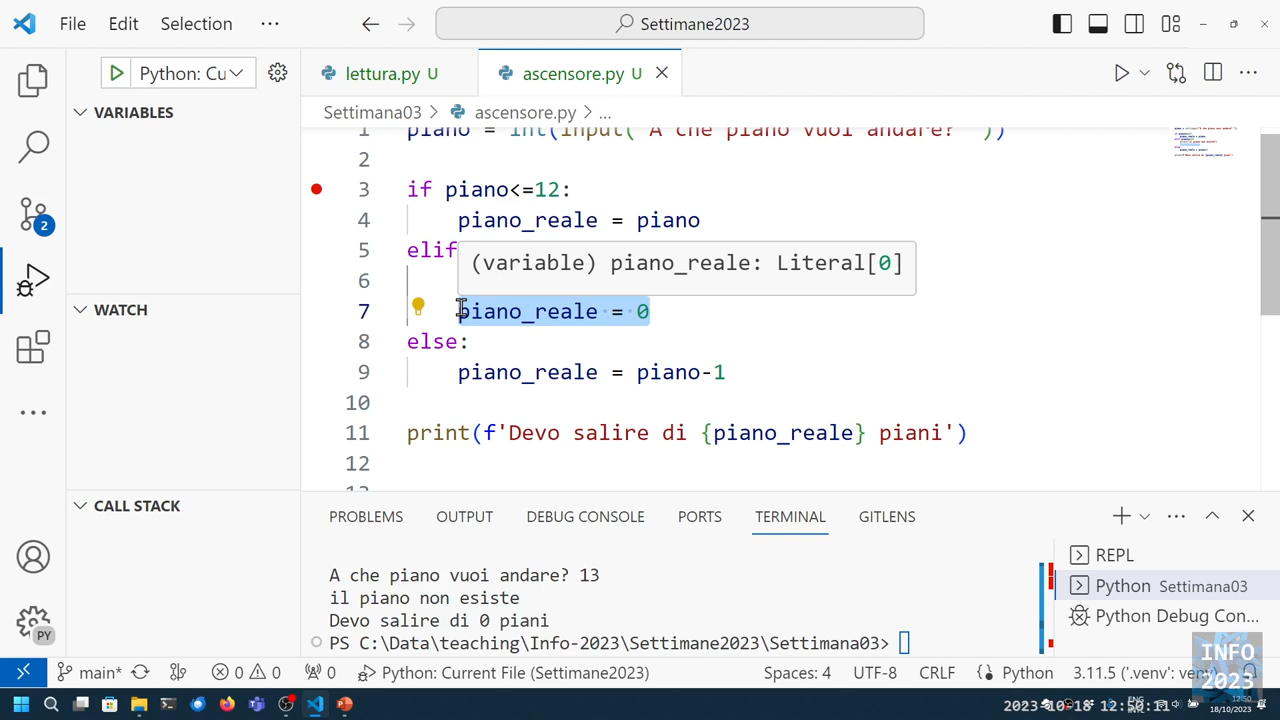 File Edit Selection ··· Settimane2023
Python: Cu lettura.py U ascensore.py U
VARIABLES
Settimana03 > ascensore.py > ...
1 piano = int(input('A che piano vuoi andare? '))
2
3 if piano<=12:
4 piano_reale = piano
5 elif
(variable) piano_reale: Literal[0]
6
7 piano_reale = 0
8 else:
9 piano_reale = piano-1
10
11 print(f'Devo salire di {piano_reale} piani')
12
13
WATCH
CALL STACK
PROBLEMS OUTPUT DEBUG CONSOLE PORTS TERMINAL GITLENS
A che piano vuoi andare? 13
il piano non esiste
Devo salire di 0 piani
PS C:\Data\teaching\Info-2023\Settimane2023\Settimana03>
REPL
Python Settimana03
Python Debug Con...
2
PY
main* 0 0 0 Python: Current File (Settimane2023) Spaces: 4 UTF-8 CRLF Python 3.11.5 ('.venv': venv)
INFO
2023
ENG 12:50
18/10/2023